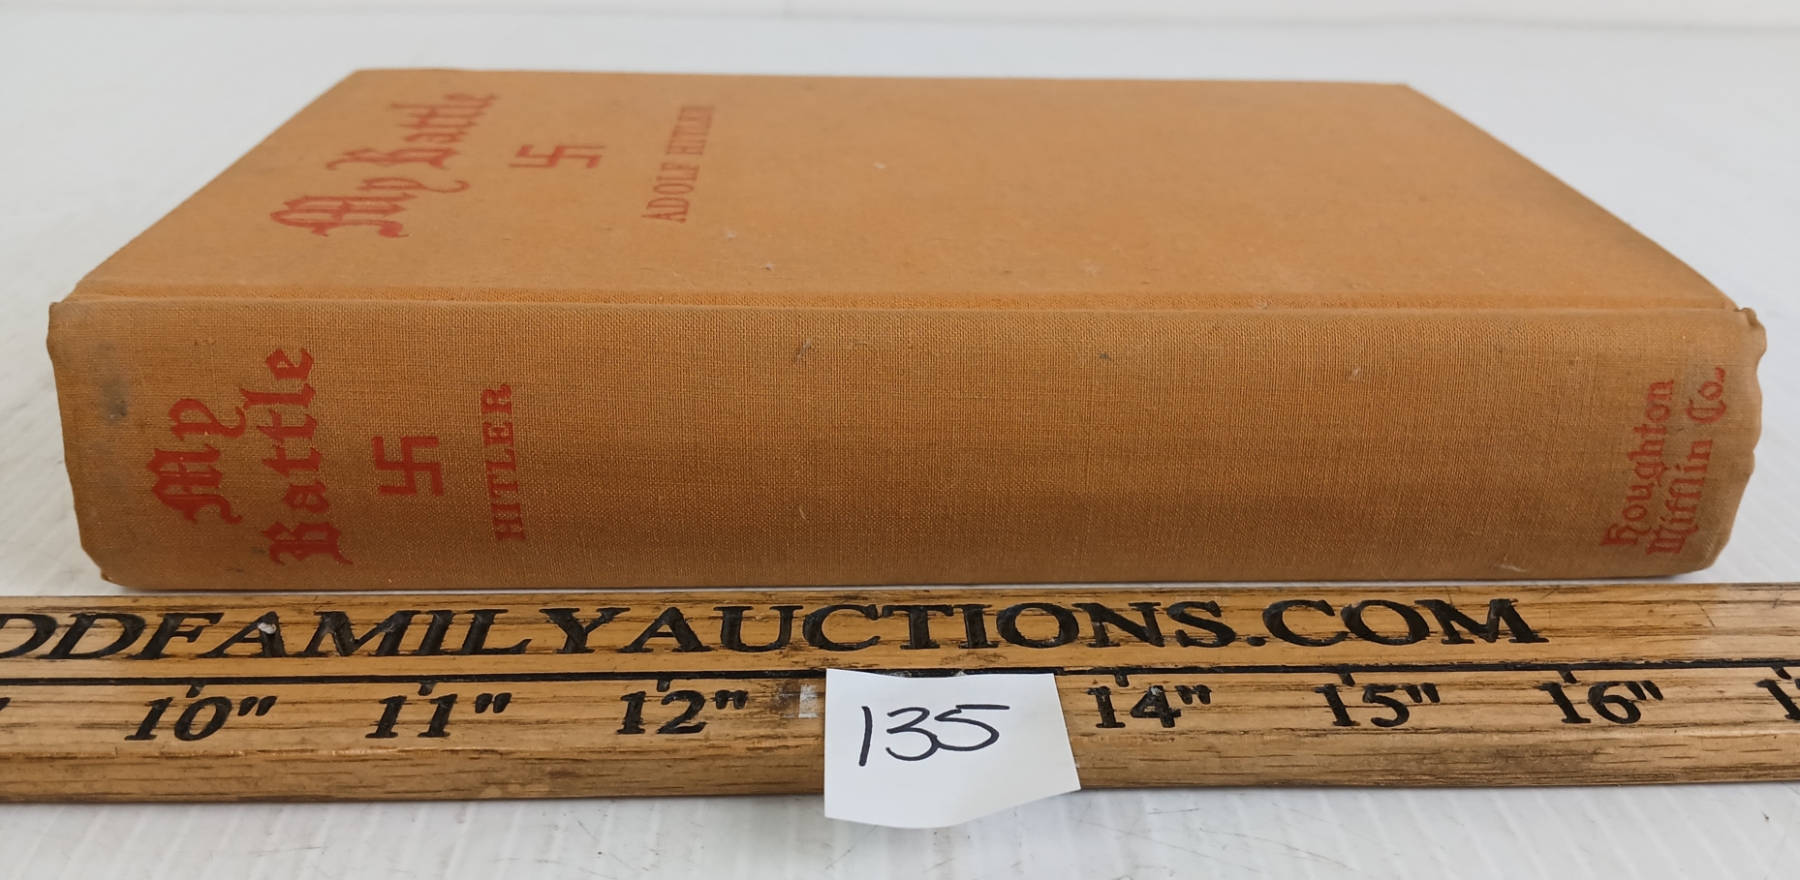 My Battle
ADOLF HITLER
My
Battle
HITLER
Houghton
Mifflin Co.
DDFAMILYAUCTIONS.COM
10" 11" 12" 14" 15" 16"
135